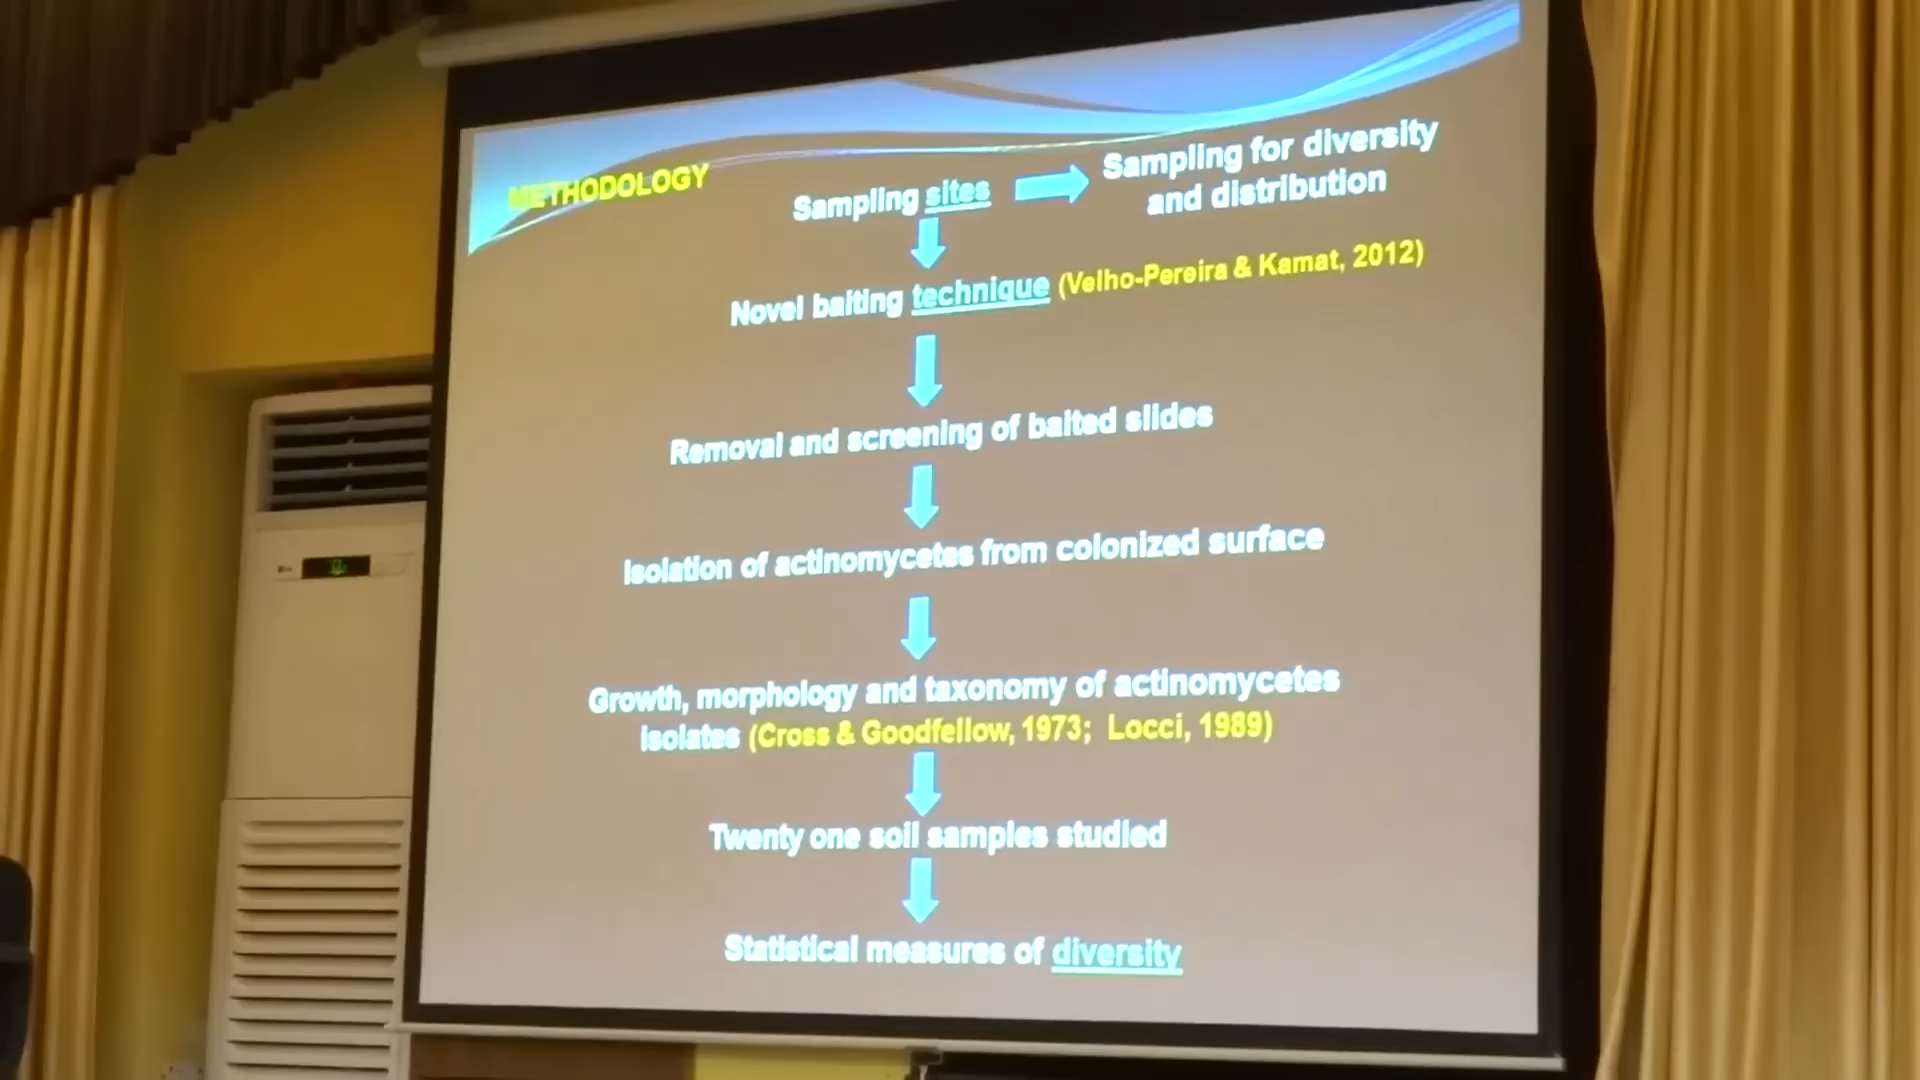 METHODOLOGY
Sampling sites
Sampling for diversity
and distribution
Novel baiting technique (Velho-Pereira & Kamat, 2012)
Removal and screening of baited slides
Isolation of actinomycetes from colonized surface
Growth, morphology and taxonomy of actinomycetes
isolates (Cross & Goodfellow, 1973; Locci, 1989)
Twenty one soil samples studied
Statistical measures of diversity